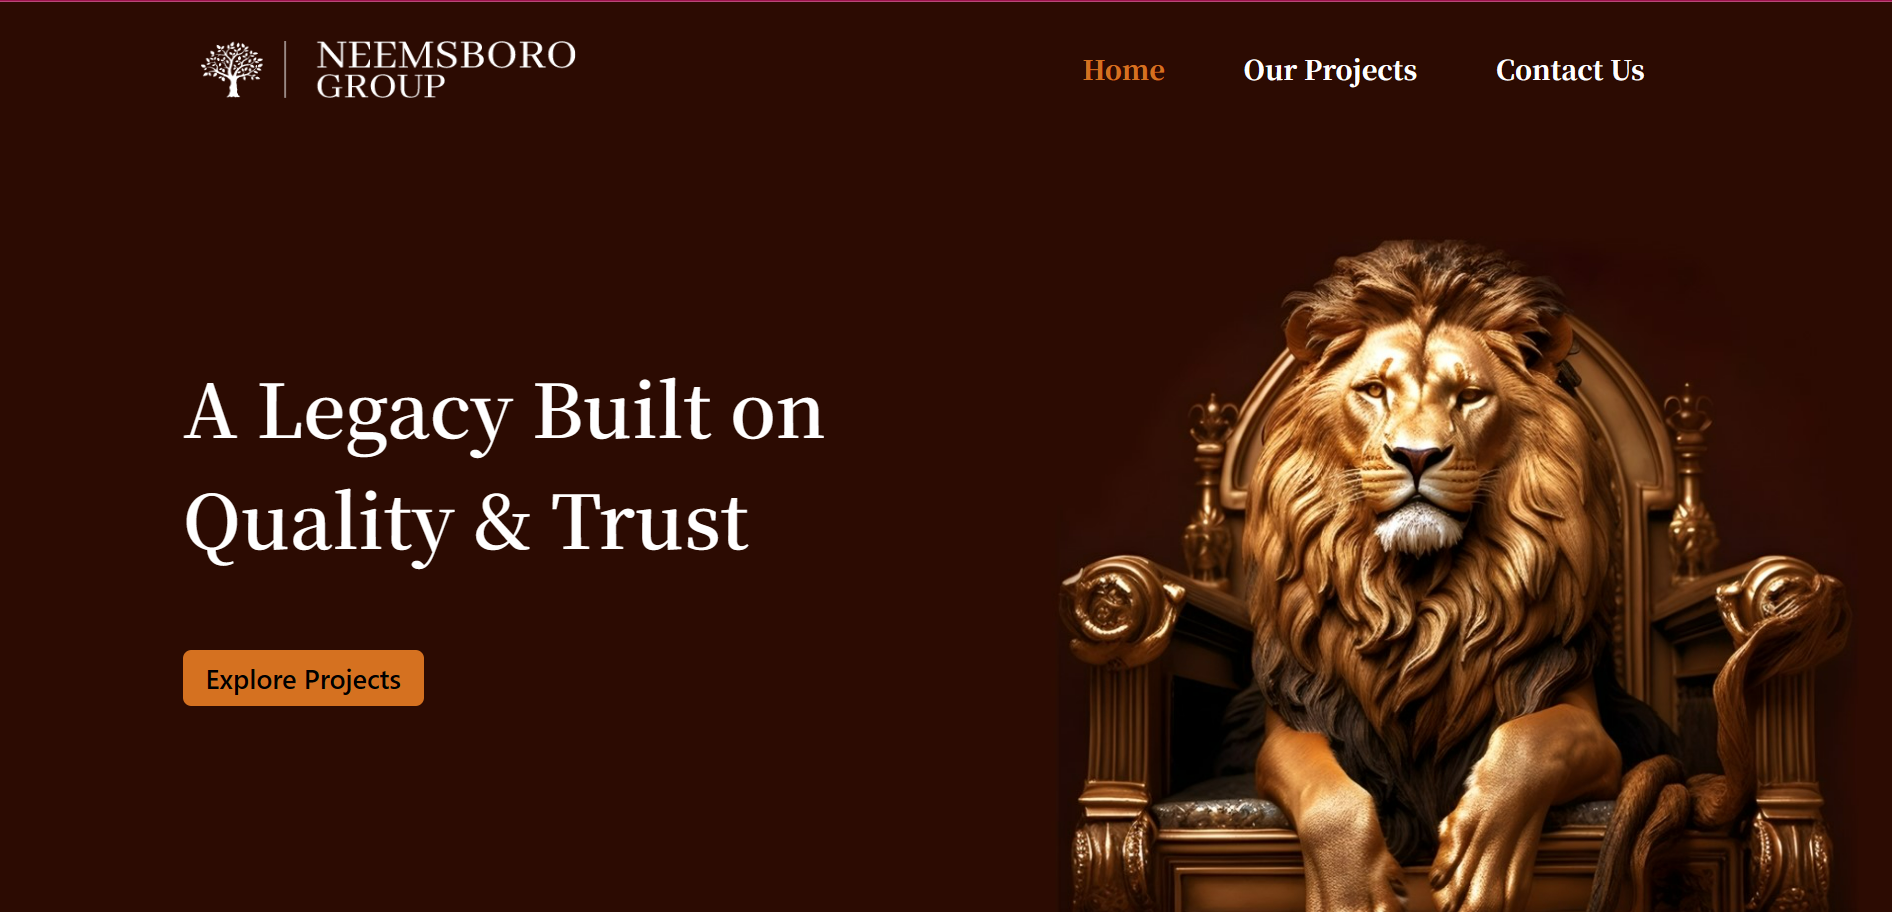 NEEMSBORO
GROUP
Home
Our Projects
Contact Us
A Legacy Built on
Quality & Trust
Explore Projects